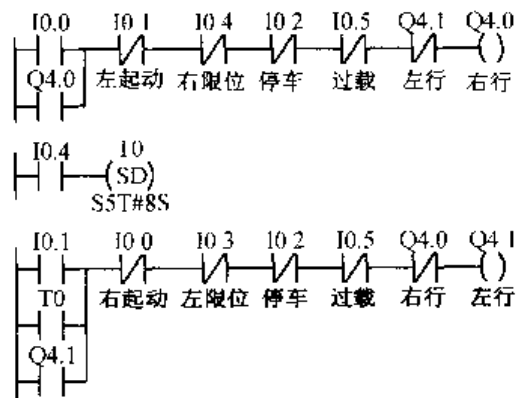 I0.0 I0.1 I0.4 I0.2 I0.5 Q4.1 Q4.0
Q4.0 左起动 右限位 停车 过载 左行 右行
I0.4 T0
(SD)
S5T#8S
I0.1 I0.0 I0.3 I0.2 I0.5 Q4.0 Q4.1
T0 右起动 左限位 停车 过载 右行 左行
Q4.1